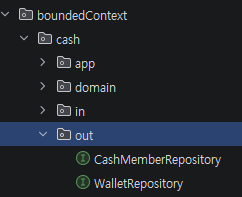 boundedContext
cash
app
domain
in
out
CashMemberRepository
WalletRepository